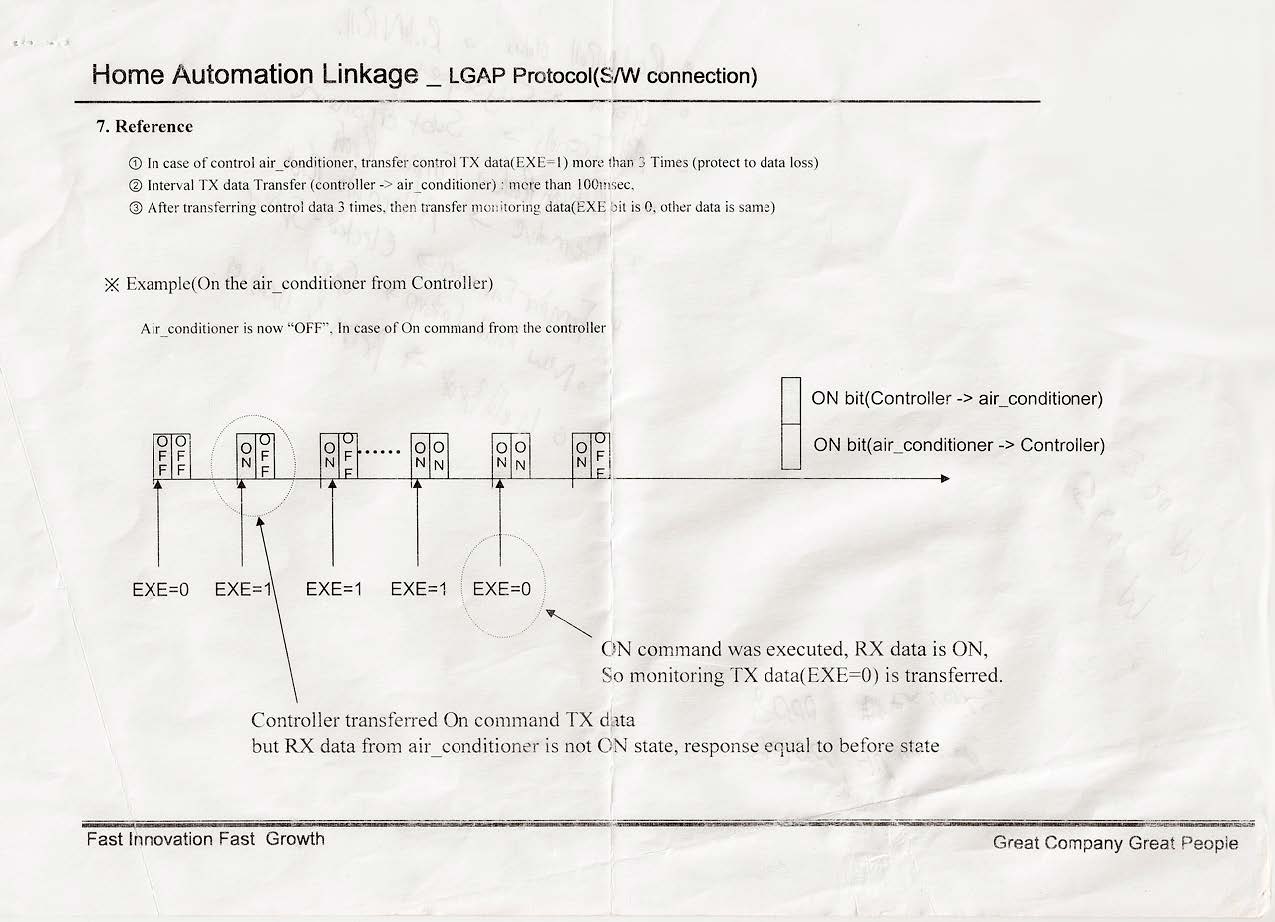 Home Automation Linkage _ LGAP Protocol(S/W connection)
7. Reference
① In case of control air_conditioner, transfer control TX data(EXE=1) more than 3 Times (protect to data loss)
② Interval TX data Transfer (controller -> air_conditioner) : more than 100msec,
③ After transferring control data 3 times, then transfer monitoring data(EXE bit is 0, other data is same)
※ Example(On the air_conditioner from Controller)
Air_conditioner is now “OFF”, In case of On command from the controller
ON bit(Controller -> air_conditioner)
ON bit(air_conditioner -> Controller)
OFF OFF ON OFF ON OFF ...... ON ON ON ON ON OFF
EXE=0 EXE=1 EXE=1 EXE=1 EXE=0
ON command was executed, RX data is ON,
So monitoring TX data(EXE=0) is transferred.
Controller transferred On command TX data
but RX data from air_conditioner is not ON state, response equal to before state
Fast Innovation Fast Growth
Great Company Great People